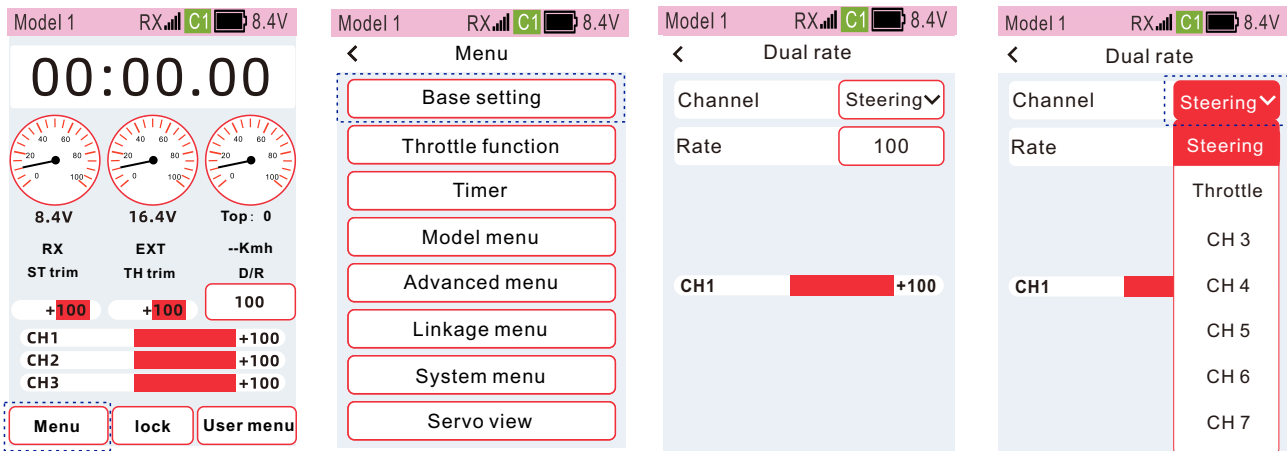 Model 1 RX C1 8.4V
00:00.00
40 60 40 60 40 60
20 80 20 80 20 80
0 100 0 100 0 100
8.4V 16.4V Top: 0
RX EXT --Kmh
ST trim TH trim D/R
+100 +100 100
CH1 +100
CH2 +100
CH3 +100
Menu lock User menu
Model 1 RX C1 8.4V
< Menu
Base setting
Throttle function
Timer
Model menu
Advanced menu
Linkage menu
System menu
Servo view
Model 1 RX C1 8.4V
< Dual rate
Channel Steering
Rate 100
CH1 +100
Model 1 RX C1 8.4V
< Dual rate
Channel Steering
Rate Steering
Throttle
CH 3
CH1 CH 4
CH 5
CH 6
CH 7